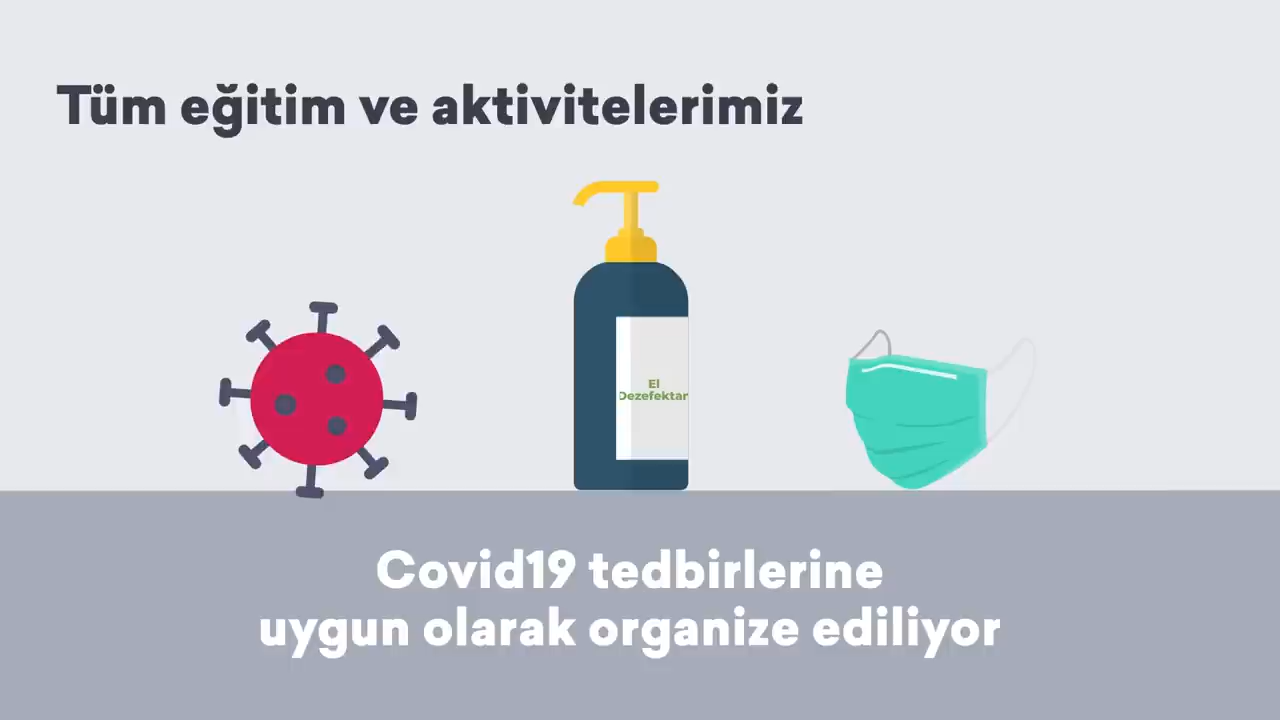 Tüm eğitim ve aktivitelerimiz
El
Dezefektan
Covid19 tedbirlerine
uygun olarak organize ediliyor